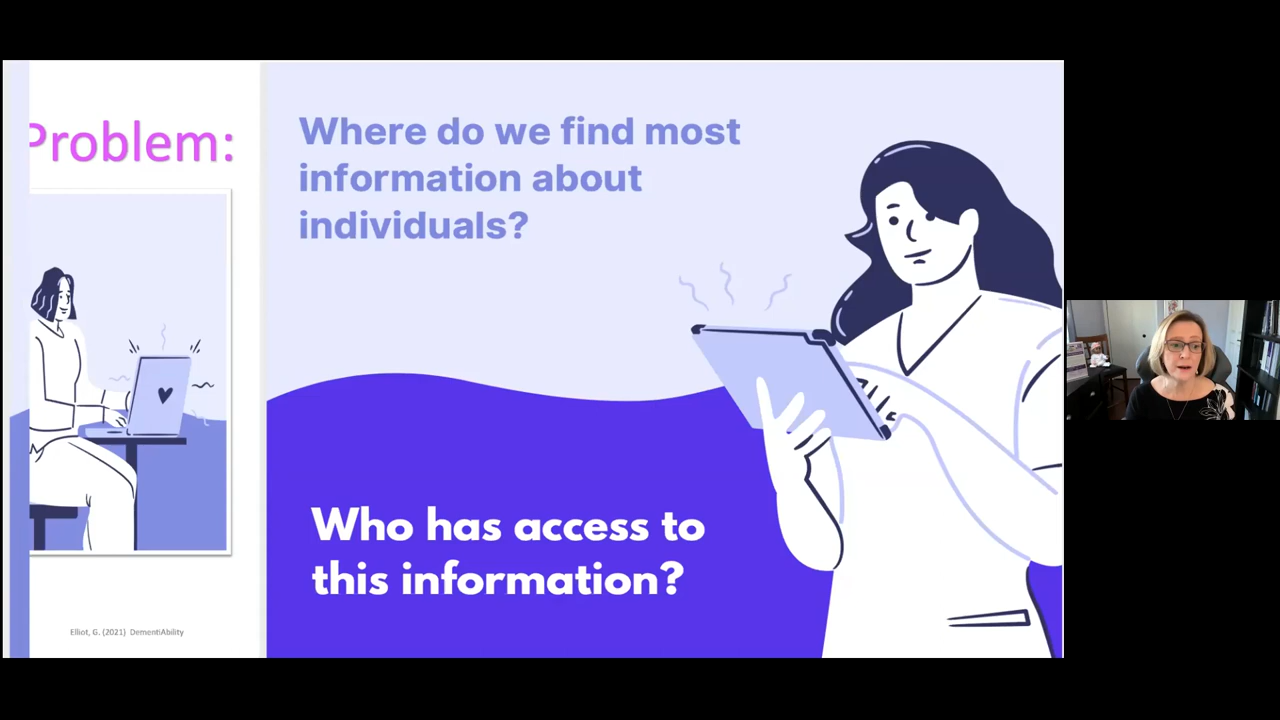 Problem:
Where do we find most
information about
individuals?
Who has access to
this information?
Elliot, G. (2021) DementiAbility